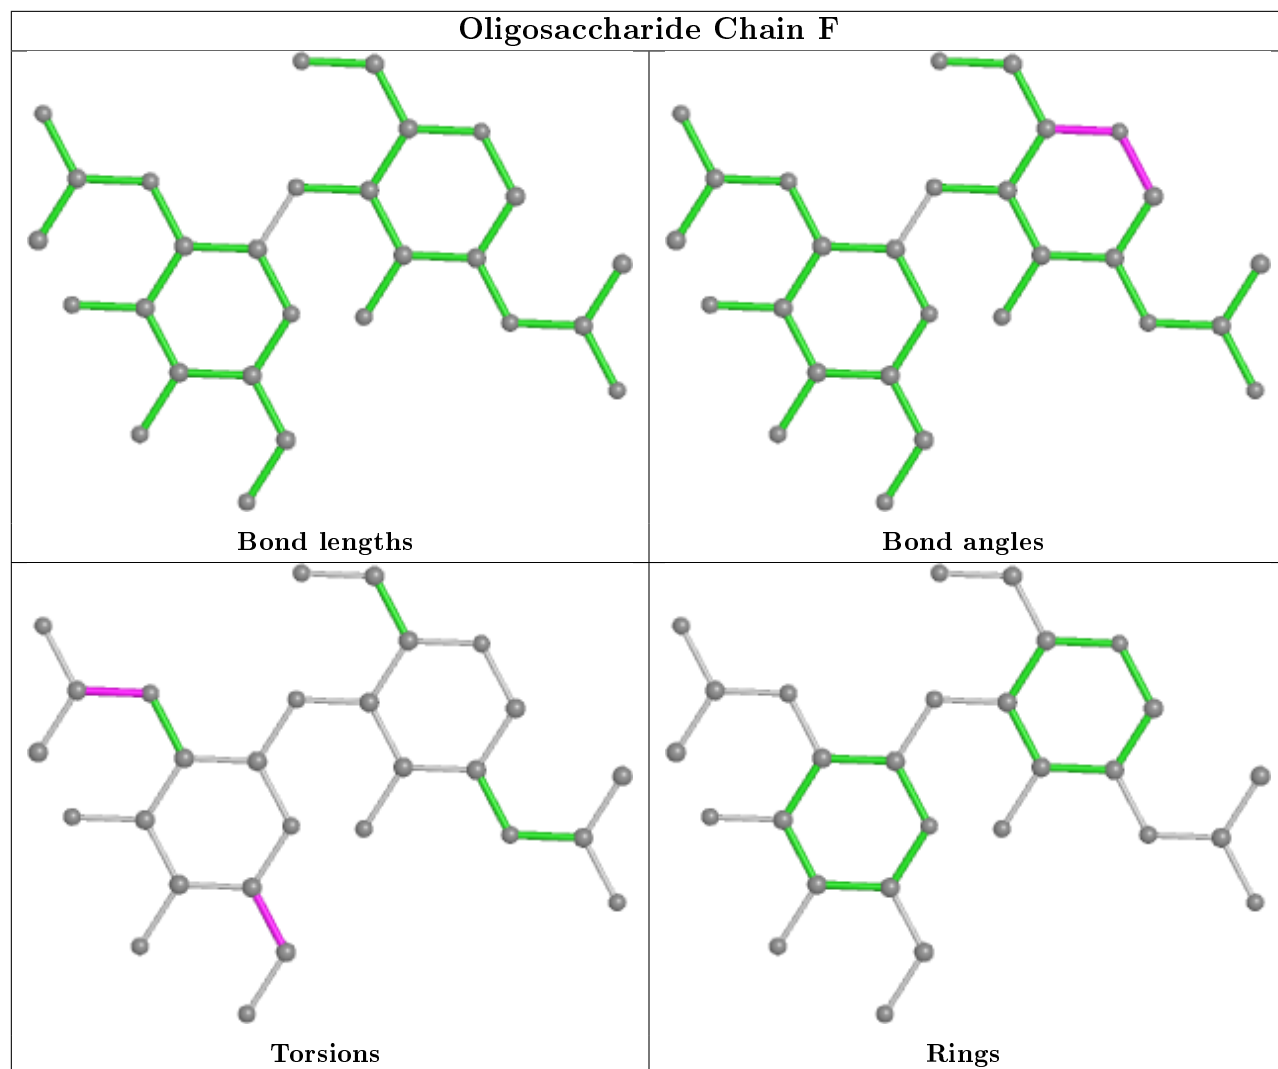 Oligosaccharide Chain F
Bond lengths
Bond angles
Torsions
Rings